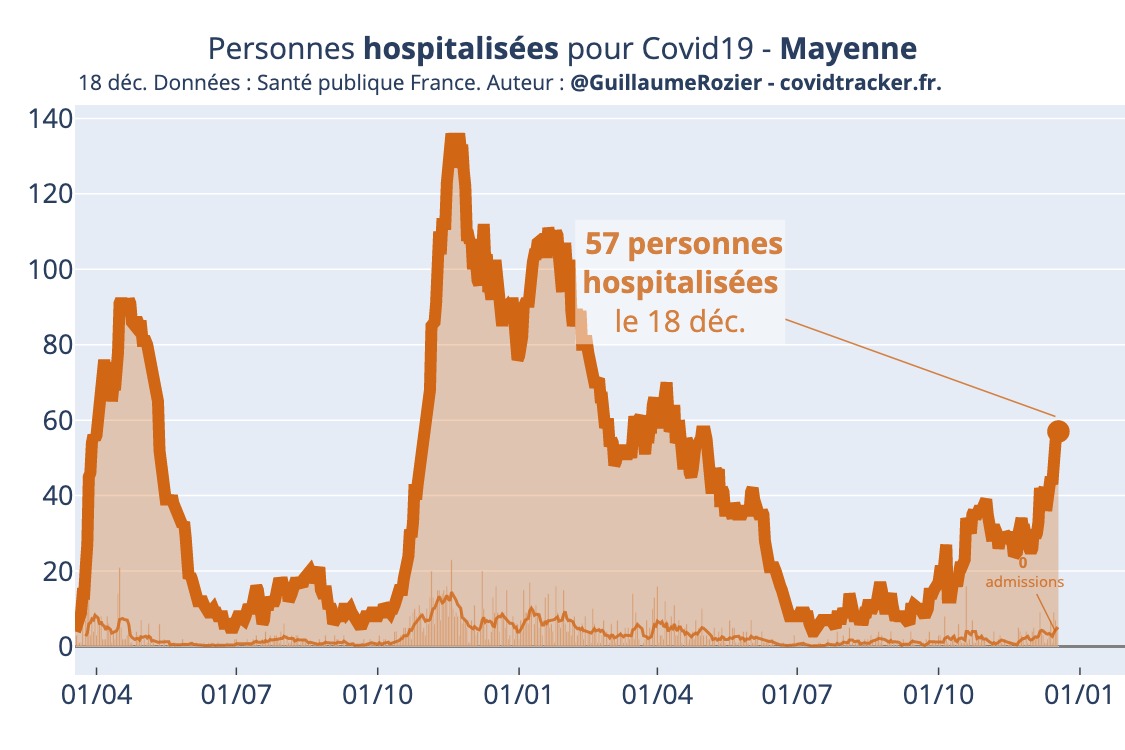 Personnes hospitalisées pour Covid19 - Mayenne
18 déc. Données : Santé publique France. Auteur : @GuillaumeRozier - covidtracker.fr.
140
120
100
80
60
40
20
0
57 personnes
hospitalisées
le 18 déc.
0
admissions
01/04 01/07 01/10 01/01 01/04 01/07 01/10 01/01